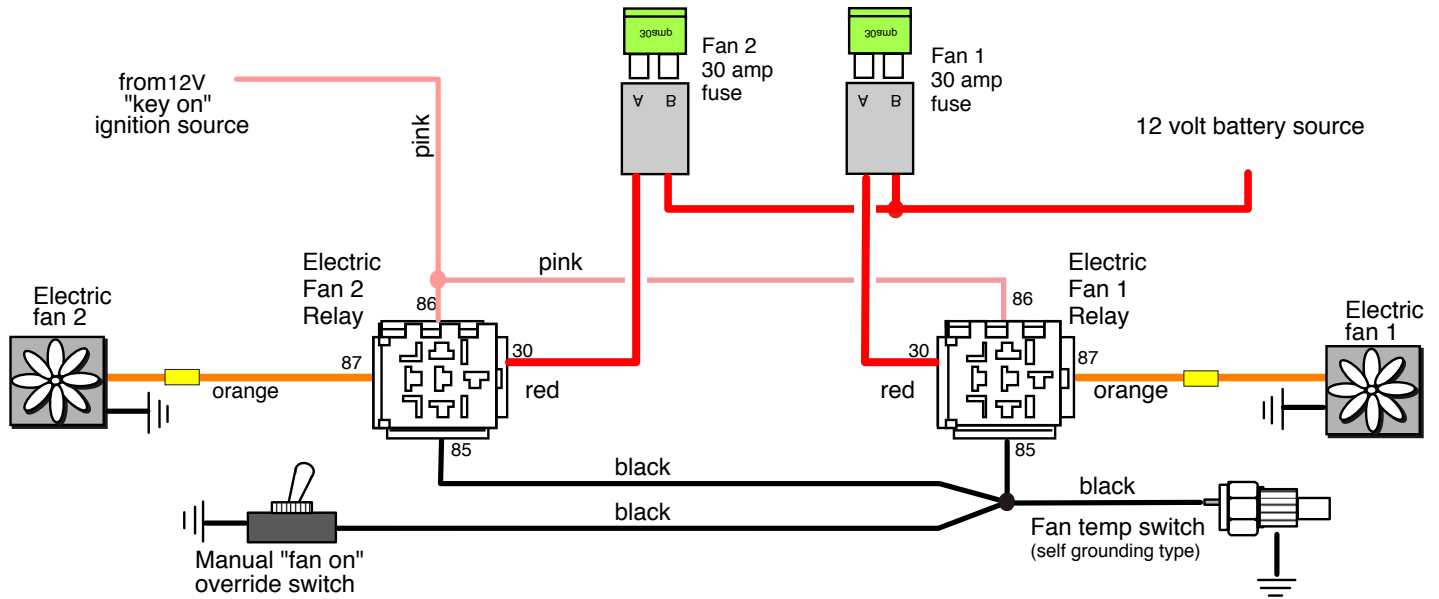 30amp
Fan 2
30 amp
fuse
A B
30amp
Fan 1
30 amp
fuse
A B
from12V
"key on"
ignition source
pink
12 volt battery source
Electric
Fan 2
Relay
pink
Electric
Fan 1
Relay
86
86
Electric
fan 2
87
30
red
orange
85
30
red
87
orange
85
Electric
fan 1
black
black
black
Manual "fan on"
override switch
Fan temp switch
(self grounding type)